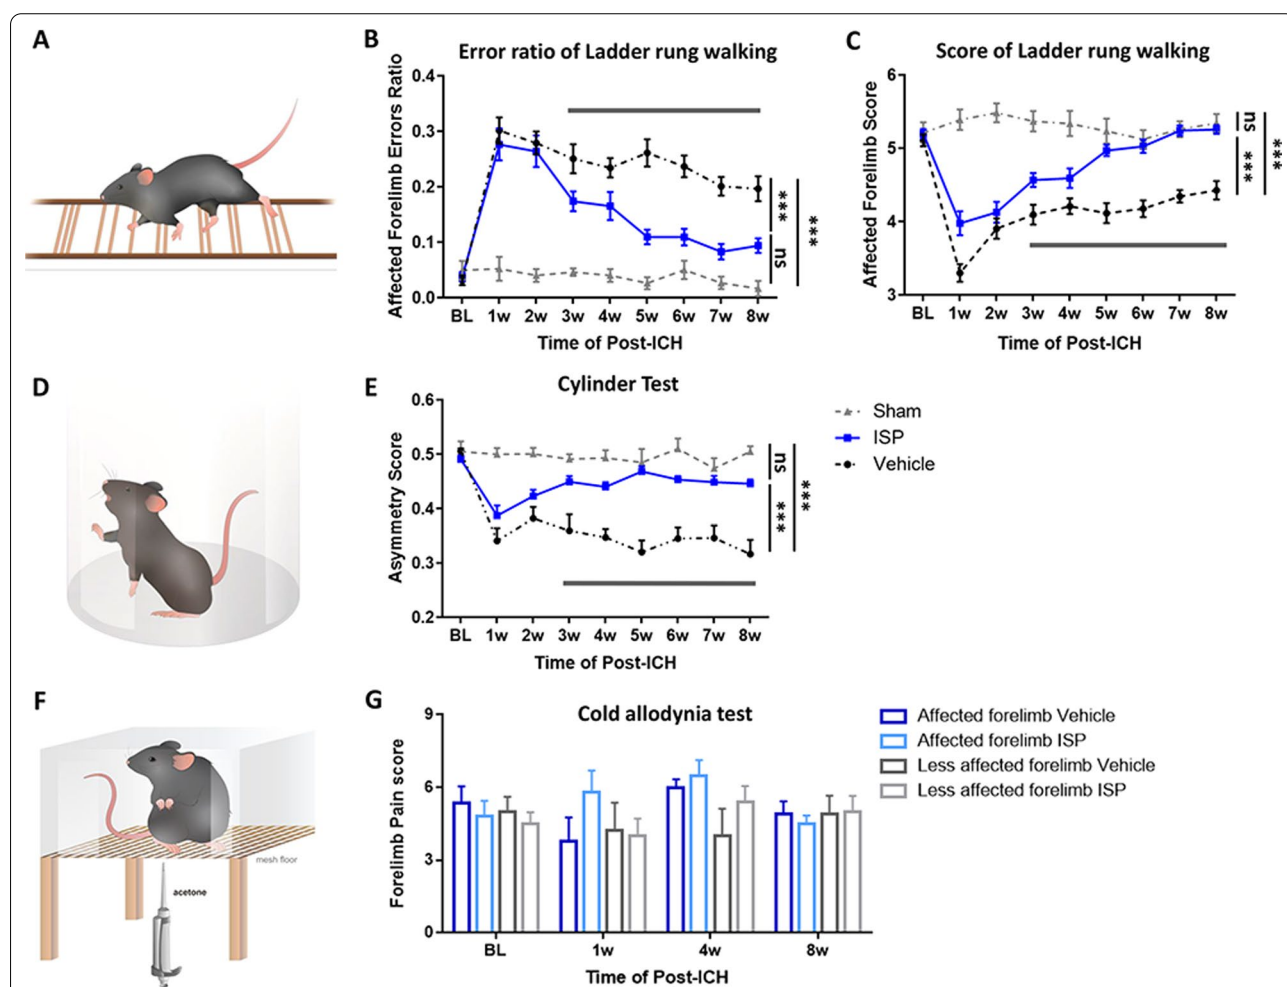 A
B
Error ratio of Ladder rung walking
Affected Forelimb Errors Ratio
0.4
0.3
0.2
0.1
0.0
BL 1w 2w 3w 4w 5w 6w 7w 8w
Time of Post-ICH
***
ns
***
C
Score of Ladder rung walking
Affected Forelimb Score
6
5
4
3
BL 1w 2w 3w 4w 5w 6w 7w 8w
Time of Post-ICH
ns
***
***
D
E
Cylinder Test
Asymmetry Score
0.6
0.5
0.4
0.3
0.2
BL 1w 2w 3w 4w 5w 6w 7w 8w
Time of Post-ICH
ns
***
***
Sham
ISP
Vehicle
F
mesh floor
acetone
G
Cold allodynia test
Forelimb Pain score
9
6
3
0
BL 1w 4w 8w
Time of Post-ICH
Affected forelimb Vehicle
Affected forelimb ISP
Less affected forelimb Vehicle
Less affected forelimb ISP